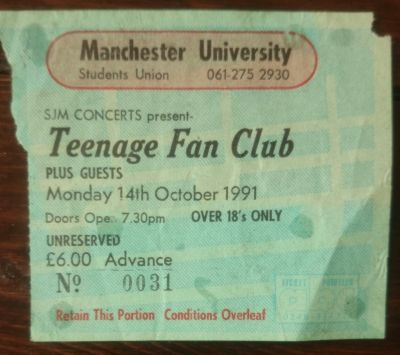 Manchester University
Students Union 061-275 2930
SJM CONCERTS present-
Teenage Fan Club
PLUS GUESTS
Monday 14th October 1991
Doors Ope.. 7.30pm OVER 18's ONLY
UNRESERVED
£6.00 Advance
Nº 0031
Retain This Portion Conditions Overleaf